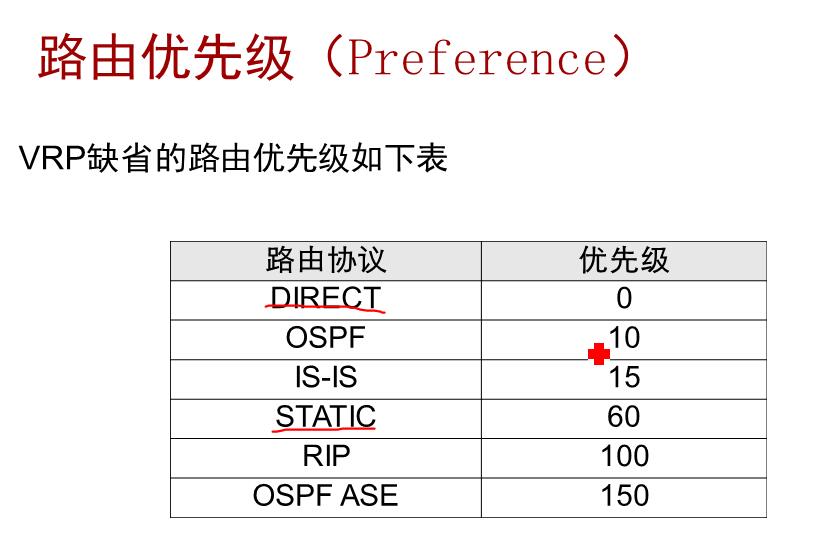 路由优先级（Preference）
VRP缺省的路由优先级如下表
路由协议 优先级
DIRECT 0
OSPF 10
IS-IS 15
STATIC 60
RIP 100
OSPF ASE 150